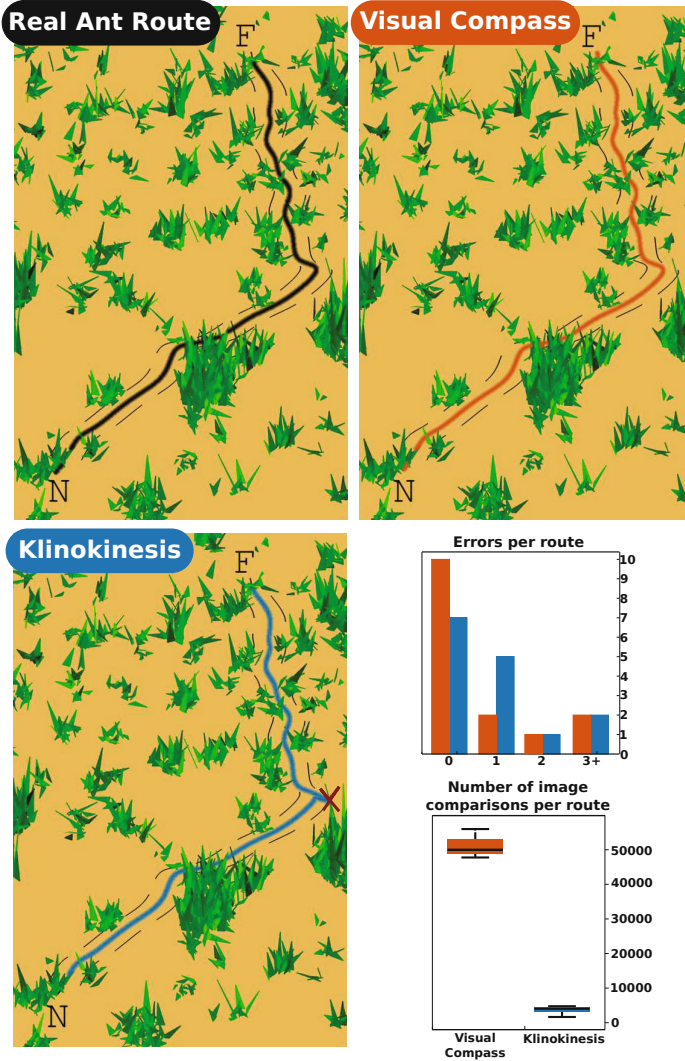 Real Ant Route
F
N
Visual Compass
F
N
Klinokinesis
F
N
Errors per route
10
9
8
7
6
5
4
3
2
1
0
0 1 2 3+
Number of image
comparisons per route
50000
40000
30000
20000
10000
0
Visual
Compass
Klinokinesis